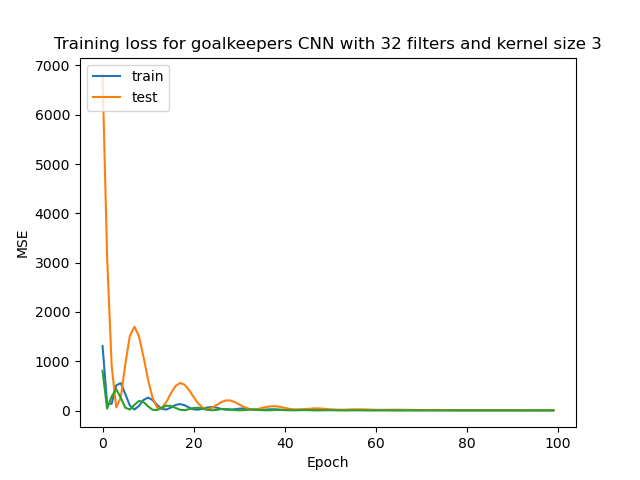 Training loss for goalkeepers CNN with 32 filters and kernel size 3
7000
6000
5000
4000
3000
2000
1000
0
MSE
train
test
0 20 40 60 80 100
Epoch